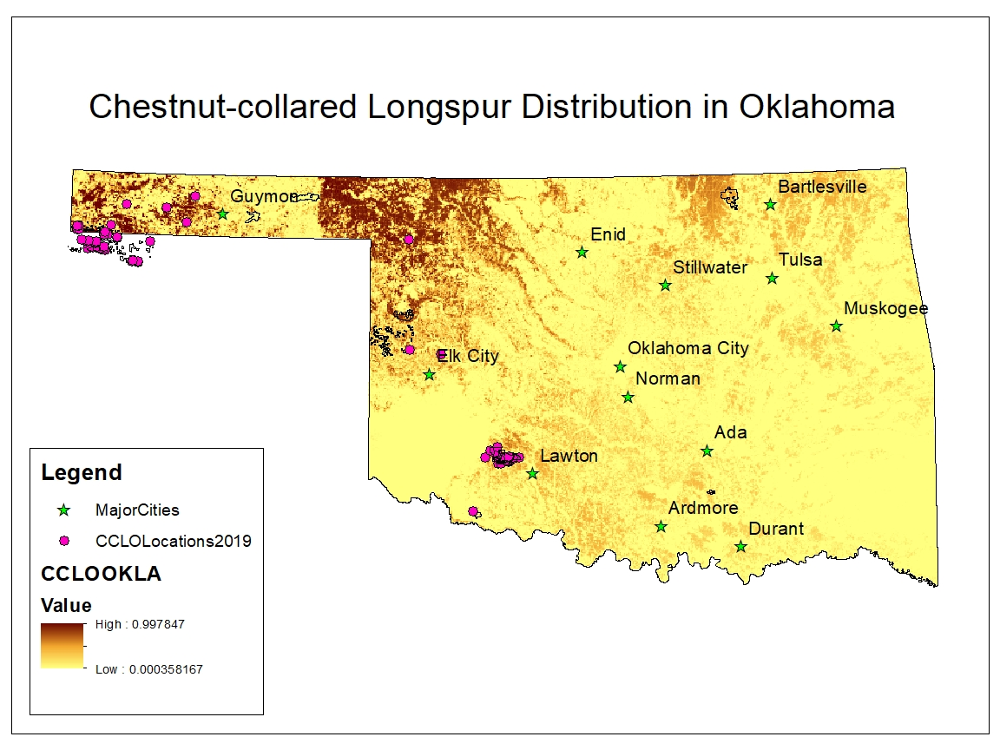 Chestnut-collared Longspur Distribution in Oklahoma
Guymon
Bartlesville
Enid
Tulsa
Stillwater
Muskogee
Oklahoma City
Elk City
Norman
Ada
Lawton
Ardmore
Durant
Legend
MajorCities
CCLOLocations2019
CCLOOKLA
Value
High : 0.997847
Low : 0.000358167